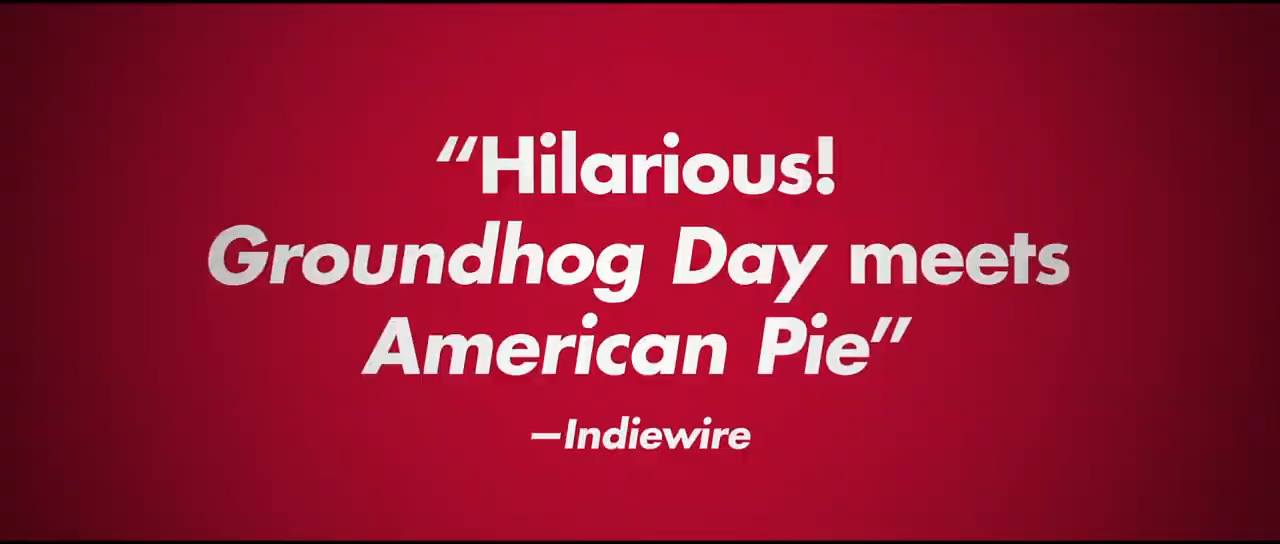 “Hilarious!
Groundhog Day meets
American Pie”
—Indiewire